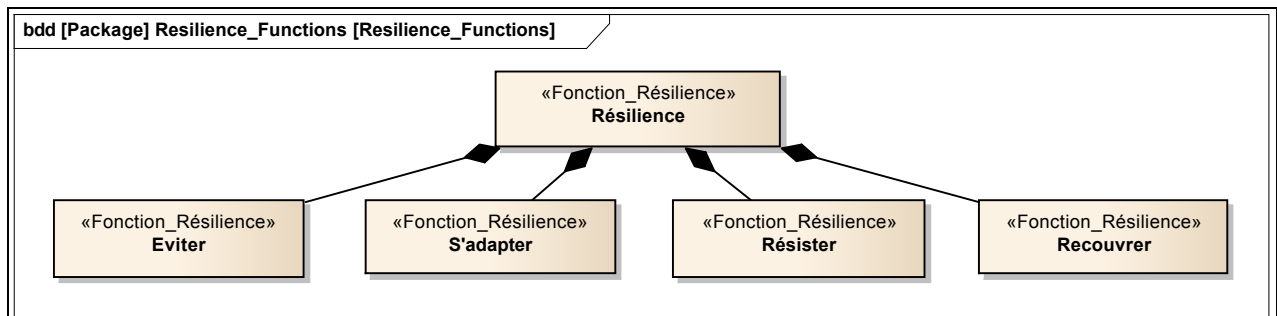 bdd [Package] Resilience_Functions [Resilience_Functions]
«Fonction_Résilience»
Résilience
«Fonction_Résilience»
Eviter
«Fonction_Résilience»
S'adapter
«Fonction_Résilience»
Résister
«Fonction_Résilience»
Recouvrer